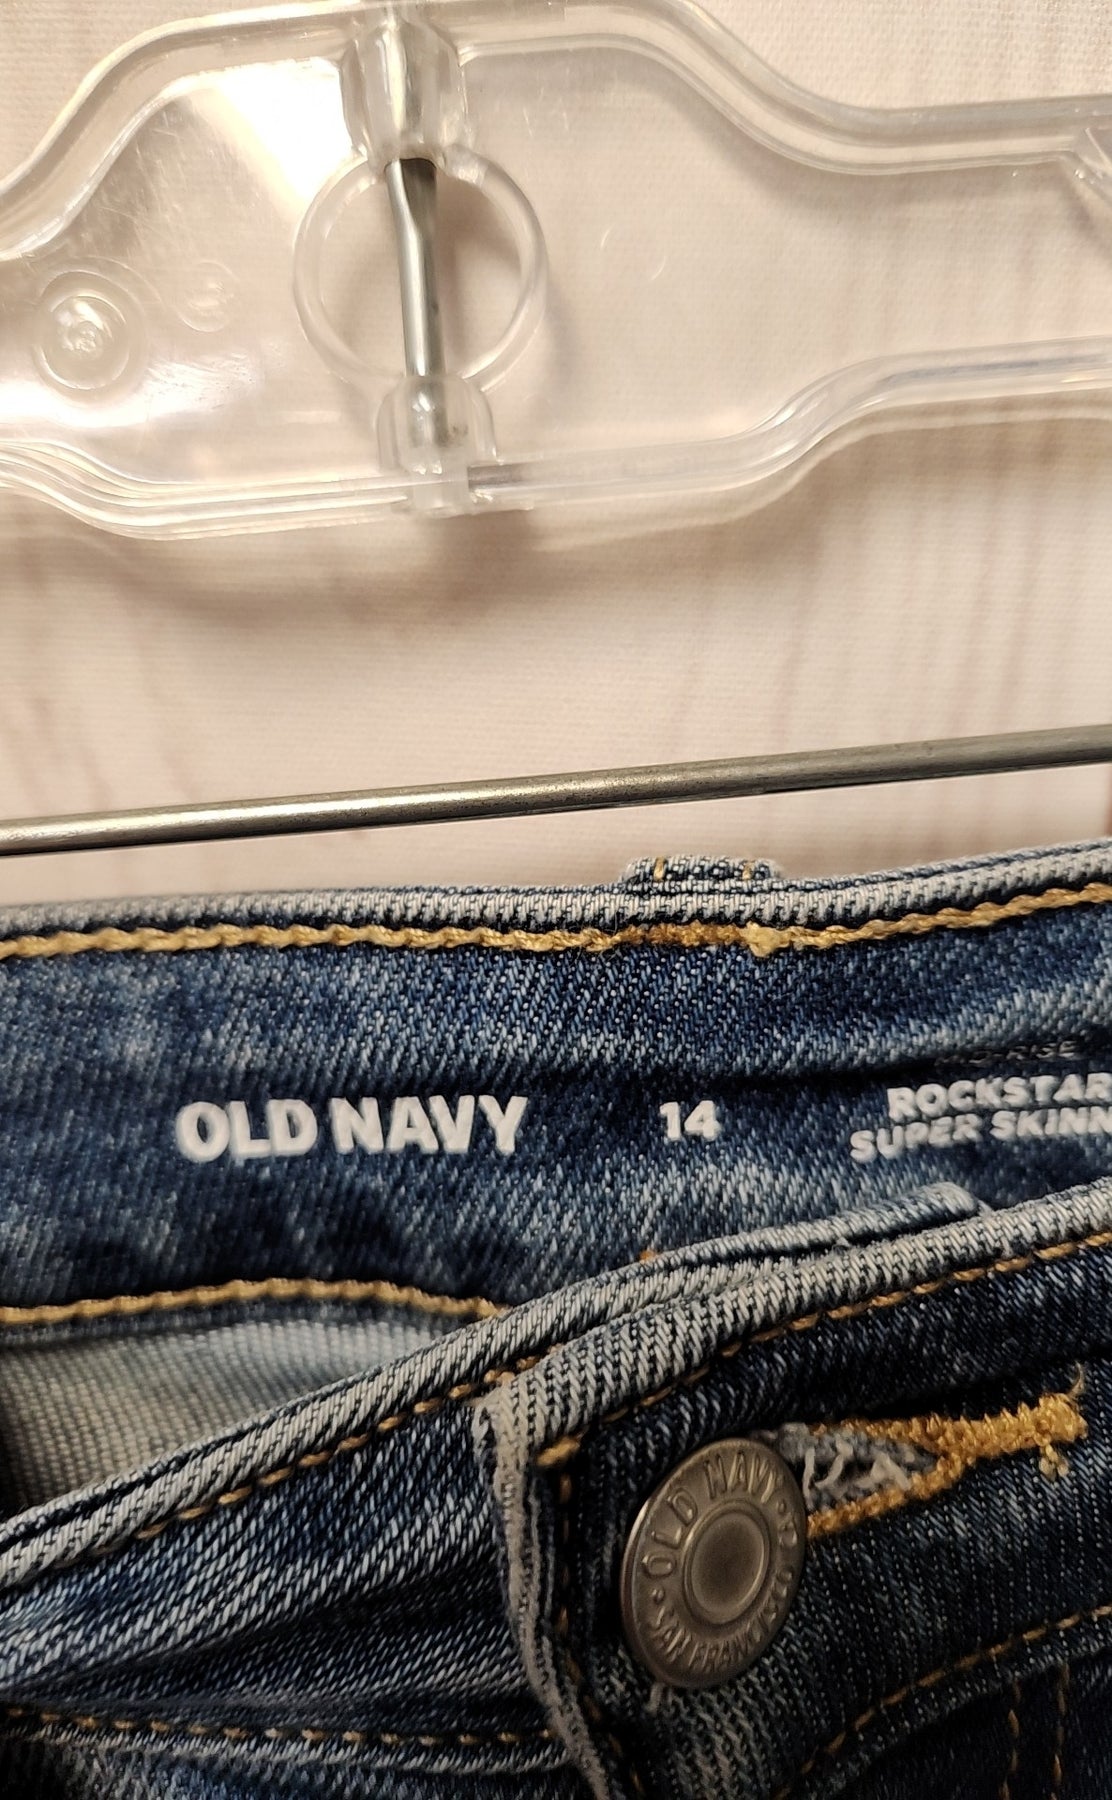 OLD NAVY
14
ROCKSTAR
SUPER SKINN
OLD NAVY
SAN FRANCISCO